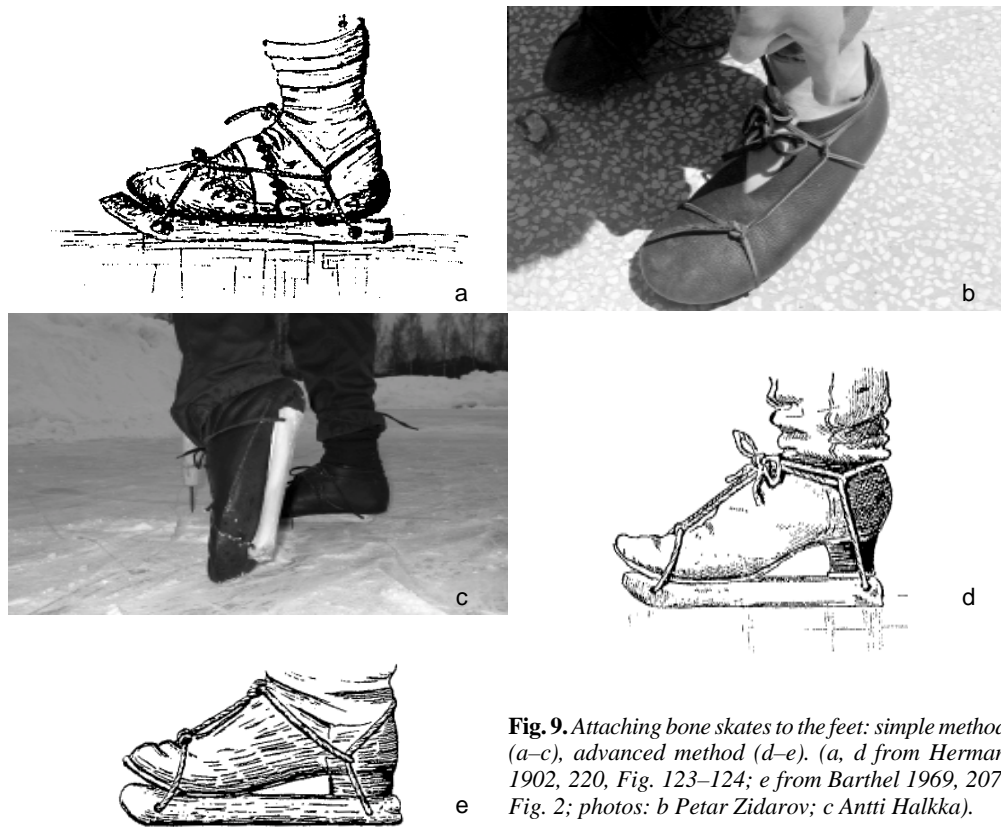 a
b
c
d
e
Fig. 9. Attaching bone skates to the feet: simple method
(a–c), advanced method (d–e). (a, d from Herman
1902, 220, Fig. 123–124; e from Barthel 1969, 207,
Fig. 2; photos: b Petar Zidarov; c Antti Halkka).